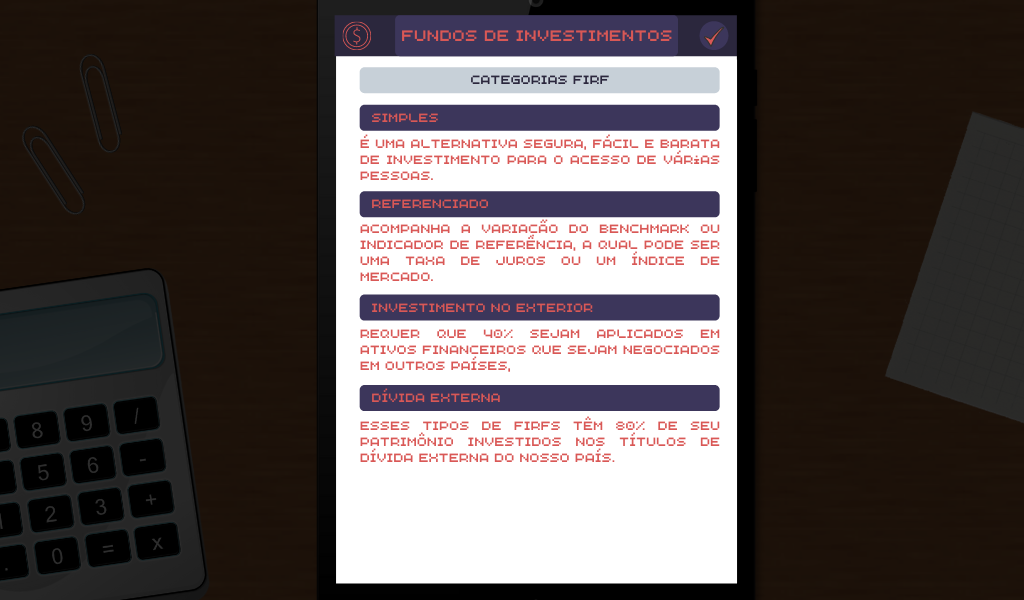 FUNDOS DE INVESTIMENTOS
CATEGORIAS FIRF
SIMPLES
É UMA ALTERNATIVA SEGURA, FÁCIL E BARATA
DE INVESTIMENTO PARA O ACESSO DE VÁRiAS
PESSOAS.
REFERENCIADO
ACOMPANHA A VARIAÇÃO DO BENCHMARK OU
INDICADOR DE REFERÊNCIA, A QUAL PODE SER
UMA TAXA DE JUROS OU UM ÍNDICE DE
MERCADO.
INVESTIMENTO NO EXTERIOR
REQUER QUE 40% SEJAM APLICADOS EM
ATIVOS FINANCEIROS QUE SEJAM NEGOCIADOS
EM OUTROS PAÍSES,
DÍVIDA EXTERNA
ESSES TIPOS DE FIRFS TÊM 80% DE SEU
PATRIMÔNIO INVESTIDOS NOS TÍTULOS DE
DÍVIDA EXTERNA DO NOSSO PAÍS.
8 9 /
5 6 -
1 2 3 +
. 0 = x